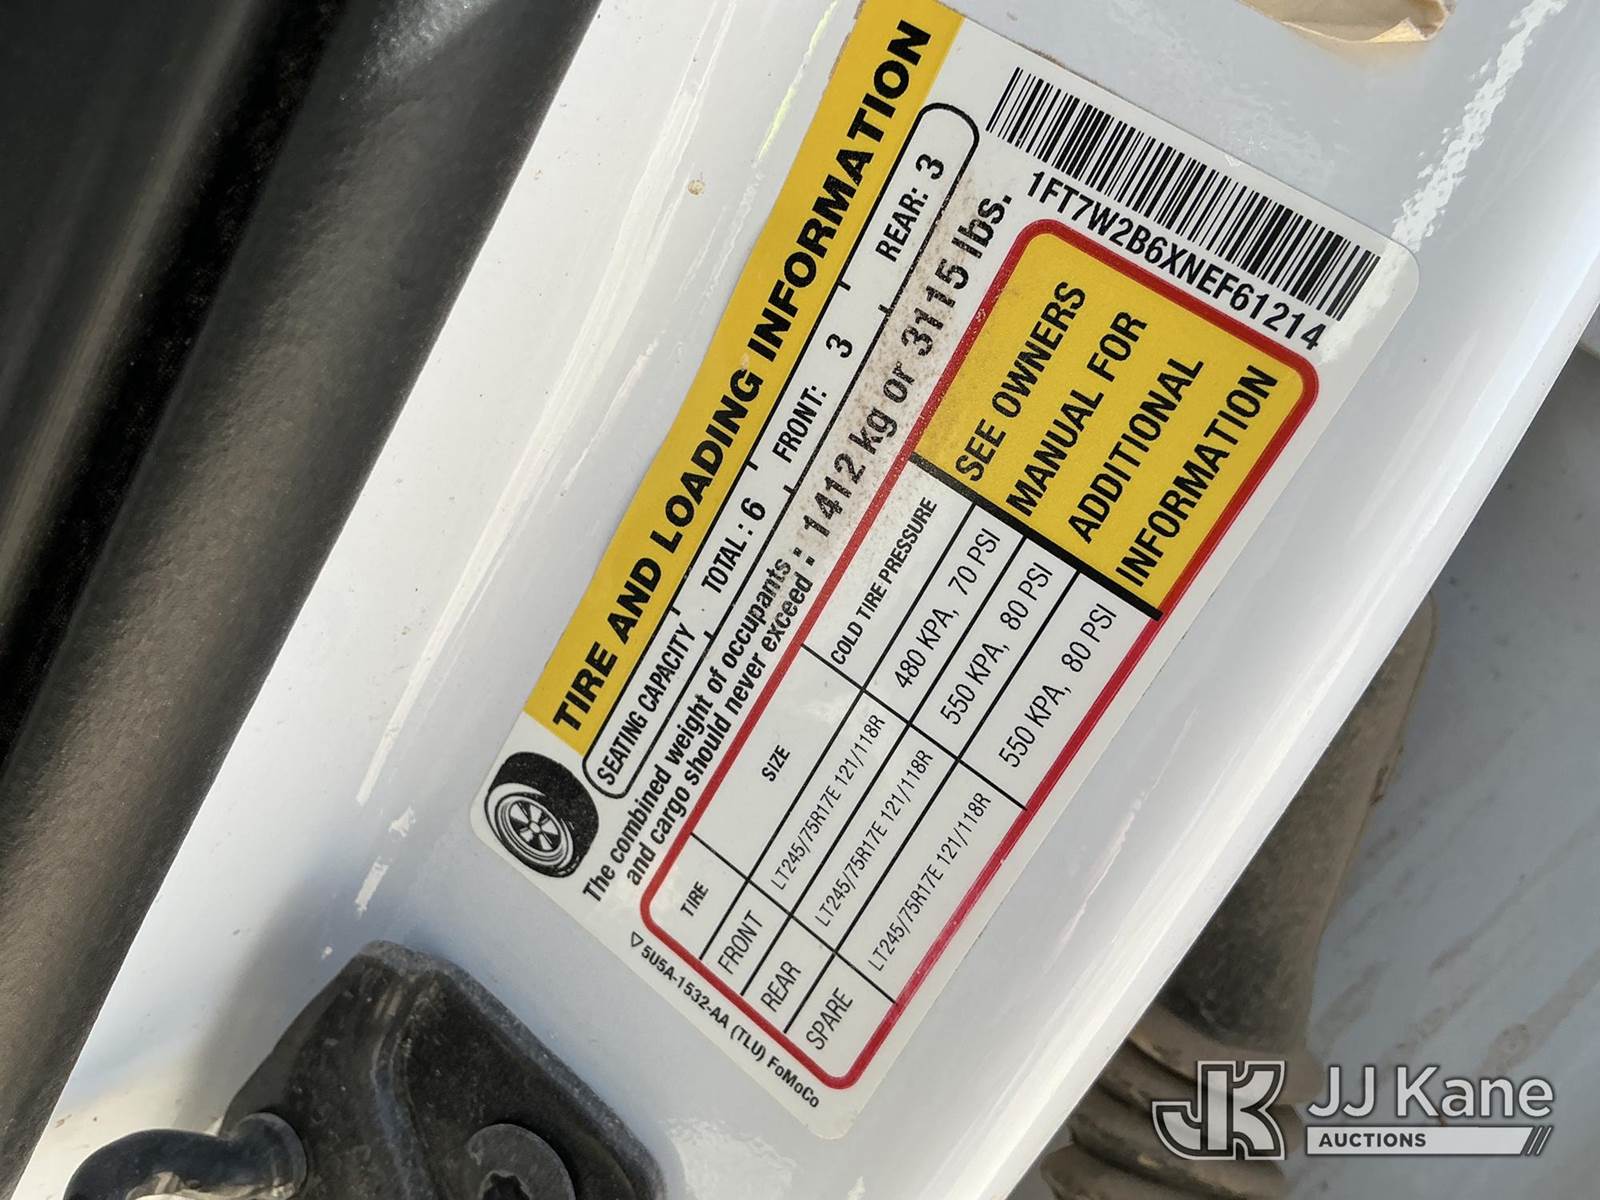 TIRE AND LOADING INFORMATION
SEATING CAPACITY TOTAL : 6 FRONT: 3 REAR: 3
The combined weight of occupants
and cargo should never exceed : 1412 kg or 3115 lbs.
TIRE SIZE COLD TIRE PRESSURE
FRONT LT245/75R17E 121/118R 480 KPA, 70 PSI
REAR LT245/75R17E 121/118R 550 KPA, 80 PSI
SPARE LT245/75R17E 121/118R 550 KPA, 80 PSI
SEE OWNERS
MANUAL FOR
ADDITIONAL
INFORMATION
1FT7W2B6XNEF61214
5U5A-1532-AA (TLU) FoMoCo
JK JJ Kane
AUCTIONS